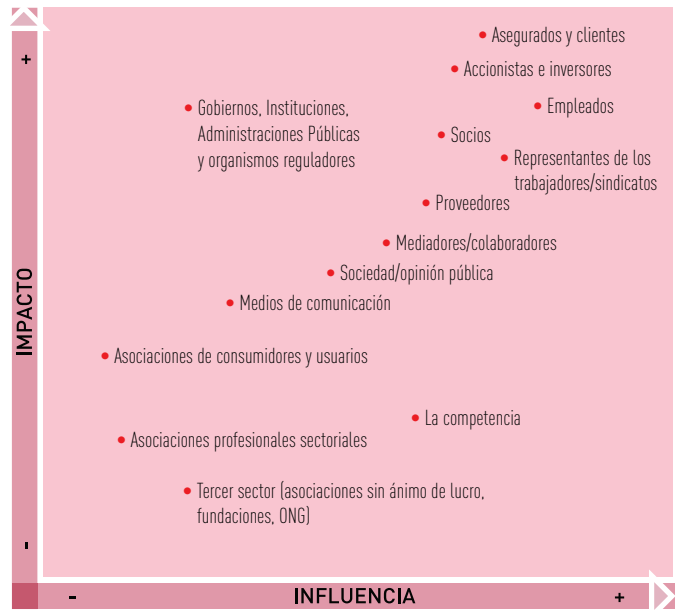 +
Asegurados y clientes
Accionistas e inversores
Empleados
Gobiernos, Instituciones,
Administraciones Públicas
y organismos reguladores
Socios
Representantes de los
trabajadores/sindicatos
Proveedores
Mediadores/colaboradores
Sociedad/opinión pública
Medios de comunicación
IMPACTO
Asociaciones de consumidores y usuarios
La competencia
Asociaciones profesionales sectoriales
Tercer sector (asociaciones sin ánimo de lucro,
fundaciones, ONG)
-
- INFLUENCIA +